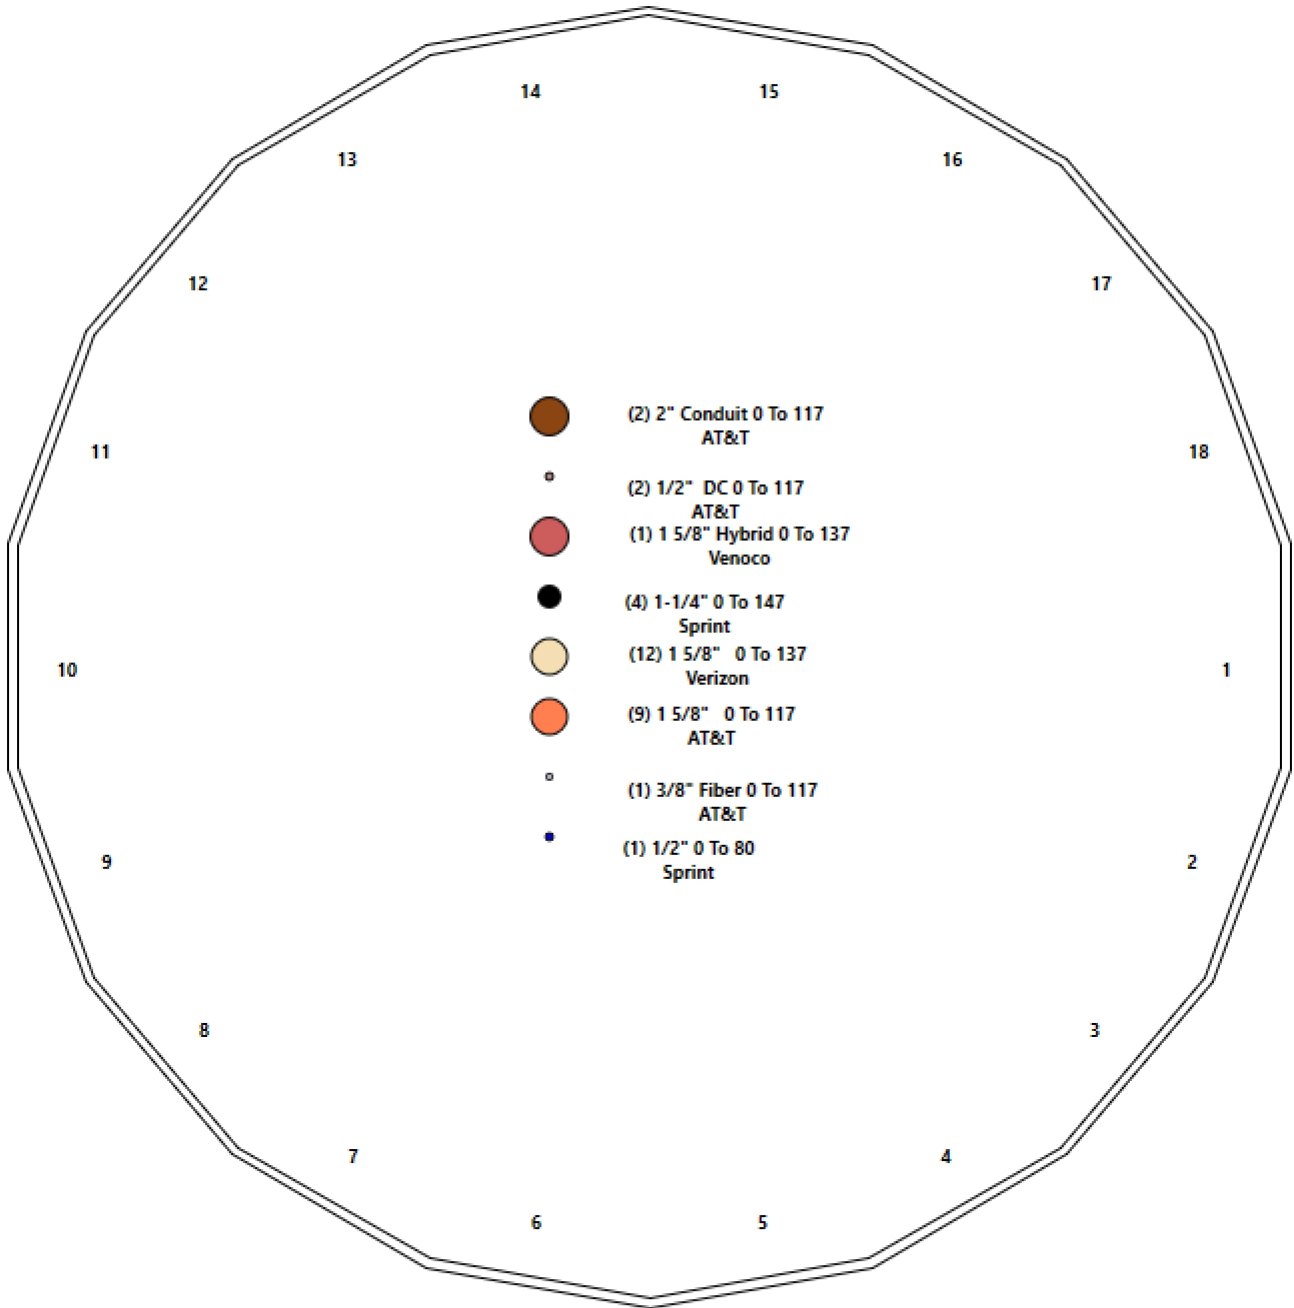 14
15
13
16
12
17
(2) 2" Conduit 0 To 117
AT&T
11
18
(2) 1/2"  DC 0 To 117
AT&T
(1) 1 5/8" Hybrid 0 To 137
Venoco
(4) 1-1/4" 0 To 147
Sprint
(12) 1 5/8"   0 To 137
Verizon
10
1
(9) 1 5/8"   0 To 117
AT&T
(1) 3/8" Fiber 0 To 117
AT&T
(1) 1/2" 0 To 80
Sprint
9
2
8
3
7
4
6
5